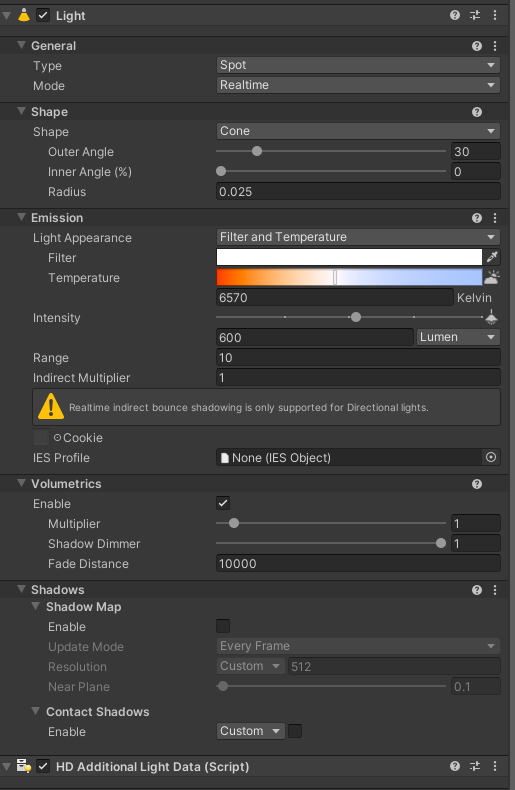 Light
General
Type Spot
Mode Realtime
Shape
Shape Cone
Outer Angle 30
Inner Angle (%) 0
Radius 0.025
Emission
Light Appearance Filter and Temperature
Filter
Temperature
6570 Kelvin
Intensity
600 Lumen
Range 10
Indirect Multiplier 1
Realtime indirect bounce shadowing is only supported for Directional lights.
Cookie
IES Profile None (IES Object)
Volumetrics
Enable
Multiplier 1
Shadow Dimmer 1
Fade Distance 10000
Shadows
Shadow Map
Enable
Update Mode Every Frame
Resolution Custom 512
Near Plane 0.1
Contact Shadows
Enable Custom
HD Additional Light Data (Script)